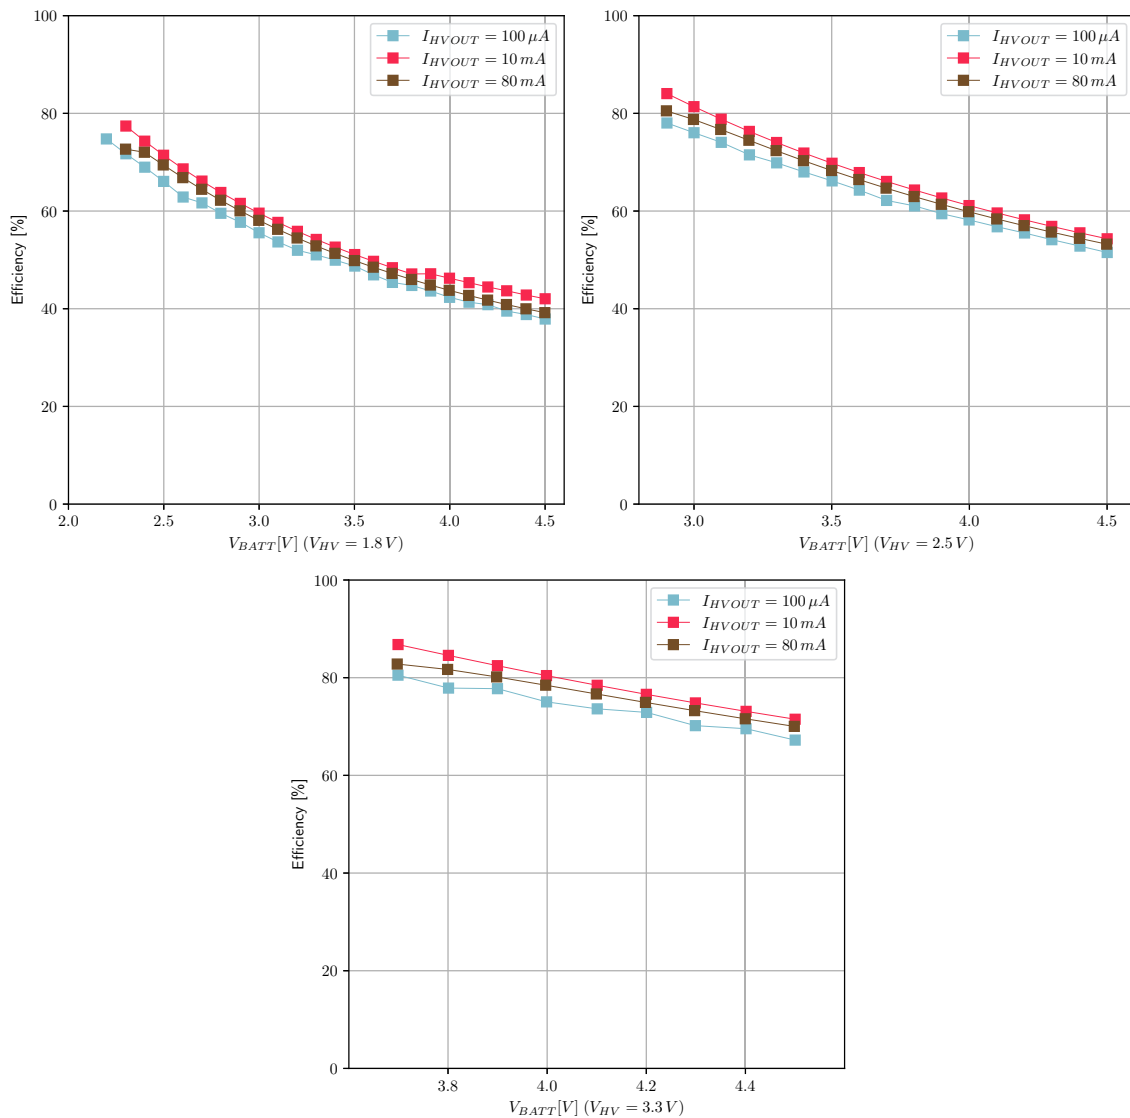 100
80
60
40
20
0
Efficiency [%]
I_HVOUT = 100 μA
I_HVOUT = 10 mA
I_HVOUT = 80 mA
2.0 2.5 3.0 3.5 4.0 4.5
V_BATT[V] (V_HV = 1.8 V)
100
80
60
40
20
0
Efficiency [%]
I_HVOUT = 100 μA
I_HVOUT = 10 mA
I_HVOUT = 80 mA
3.0 3.5 4.0 4.5
V_BATT[V] (V_HV = 2.5 V)
100
80
60
40
20
0
Efficiency [%]
I_HVOUT = 100 μA
I_HVOUT = 10 mA
I_HVOUT = 80 mA
3.8 4.0 4.2 4.4
V_BATT[V] (V_HV = 3.3 V)